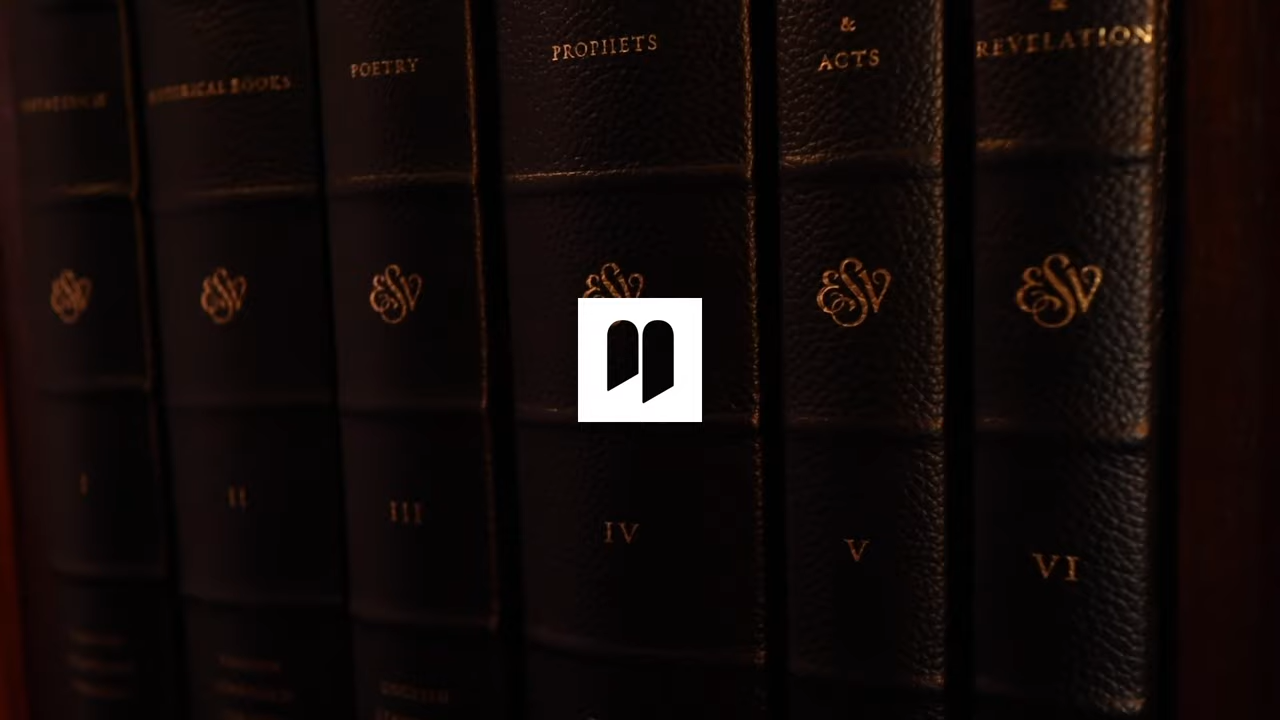 HISTORICAL BOOKS
POETRY
PROPHETS
&
ACTS
REVELATION
ESV
ESV
ESV
ESV
ESV
ESV
I
II
III
IV
V
VI